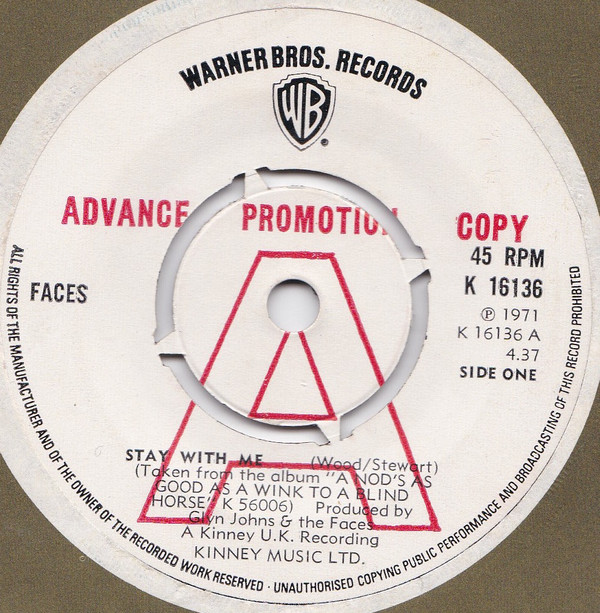 WARNER BROS. RECORDS
WB
®
ADVANCE PROMOTION COPY
FACES
45 RPM
K 16136
Ⓟ 1971
K 16136 A
4.37
SIDE ONE
A
STAY WITH ME (Wood/Stewart)
(Taken from the album "A NOD'S AS
GOOD AS A WINK TO A BLIND
HORSE" K 56006) Produced by
Glyn Johns & the Faces
A Kinney U.K. Recording
KINNEY MUSIC LTD.
ALL RIGHTS OF THE MANUFACTURER AND OF THE OWNER OF THE RECORDED WORK RESERVED · UNAUTHORISED COPYING PUBLIC PERFORMANCE AND BROADCASTING OF THIS RECORD PROHIBITED